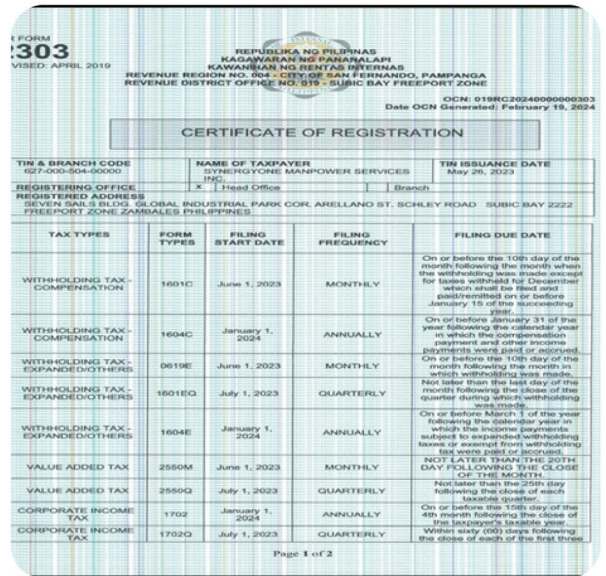 FORM
2303
VISED: APRIL 2019
REPUBLIKA NG PILIPINAS
KAGAWARAN NG PANANALAPI
KAWANIHAN NG RENTAS INTERNAS
REVENUE REGION NO. 004 - CITY OF SAN FERNANDO, PAMPANGA
REVENUE DISTRICT OFFICE NO. 019 - SUBIC BAY FREEPORT ZONE
OCN: 019RC20240000000303
Date OCN Generated: February 19, 2024
CERTIFICATE OF REGISTRATION
TIN & BRANCH CODE
627-000-504-00000
NAME OF TAXPAYER
SYNERGYONE MANPOWER SERVICES
INC.
TIN ISSUANCE DATE
May 26, 2023
REGISTERING OFFICE X Head Office Branch
REGISTERED ADDRESS
SEVEN SAILS BLDG. GLOBAL INDUSTRIAL PARK COR. ARELLANO ST. SCHLEY ROAD SUBIC BAY 2222
FREEPORT ZONE ZAMBALES PHILIPPINES
TAX TYPES FORM TYPES FILING START DATE FILING FREQUENCY FILING DUE DATE
WITHHOLDING TAX -
COMPENSATION
1601C
June 1, 2023
MONTHLY
On or before the 10th day of the
month following the month when
the withholding was made except
for taxes withheld for December
which shall be filed and
paid/remitted on or before
January 15 of the succeeding
year.
WITHHOLDING TAX -
COMPENSATION
1604C
January 1,
2024
ANNUALLY
On or before January 31 of the
year following the calendar year
in which the compensation
payment and other income
payments were paid or accrued.
WITHHOLDING TAX -
EXPANDED/OTHERS
0619E
June 1, 2023
MONTHLY
On or before the 10th day of the
month following the month in
which withholding was made.
WITHHOLDING TAX -
EXPANDED/OTHERS
1601EQ
July 1, 2023
QUARTERLY
Not later than the last day of the
month following the close of the
quarter during which withholding
was made.
WITHHOLDING TAX -
EXPANDED/OTHERS
1604E
January 1,
2024
ANNUALLY
On or before March 1 of the year
following the calendar year in
which the income payments
subject to expanded withholding
taxes or exempt from withholding
tax were paid or accrued.
VALUE ADDED TAX
2550M
June 1, 2023
MONTHLY
NOT LATER THAN THE 20TH
DAY FOLLOWING THE CLOSE
OF THE MONTH.
VALUE ADDED TAX
2550Q
July 1, 2023
QUARTERLY
Not later than the 25th day
following the close of each
taxable quarter.
CORPORATE INCOME
TAX
1702
January 1,
2024
ANNUALLY
On or before the 15th day of the
4th month following the close of
the taxpayer's taxable year.
CORPORATE INCOME
TAX
1702Q
July 1, 2023
QUARTERLY
Within sixty (60) days following
the close of each of the first three
Page 1 of 2